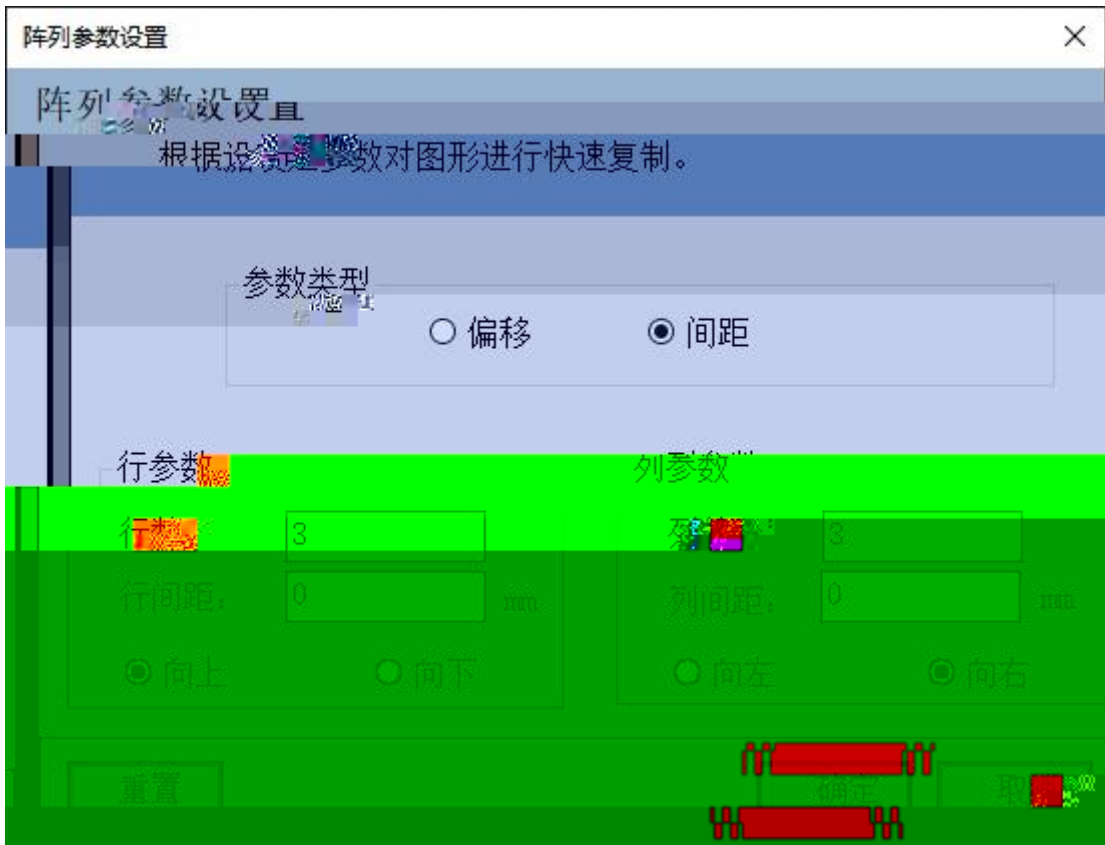 阵列参数设置
阵列参数设置
根据设定参数对图形进行快速复制。
参数类型
偏移 间距
行参数 列参数
3 3
行间距: 0 mm 列间距: 0 mm
向上 向下 向左 向右
重置 确定